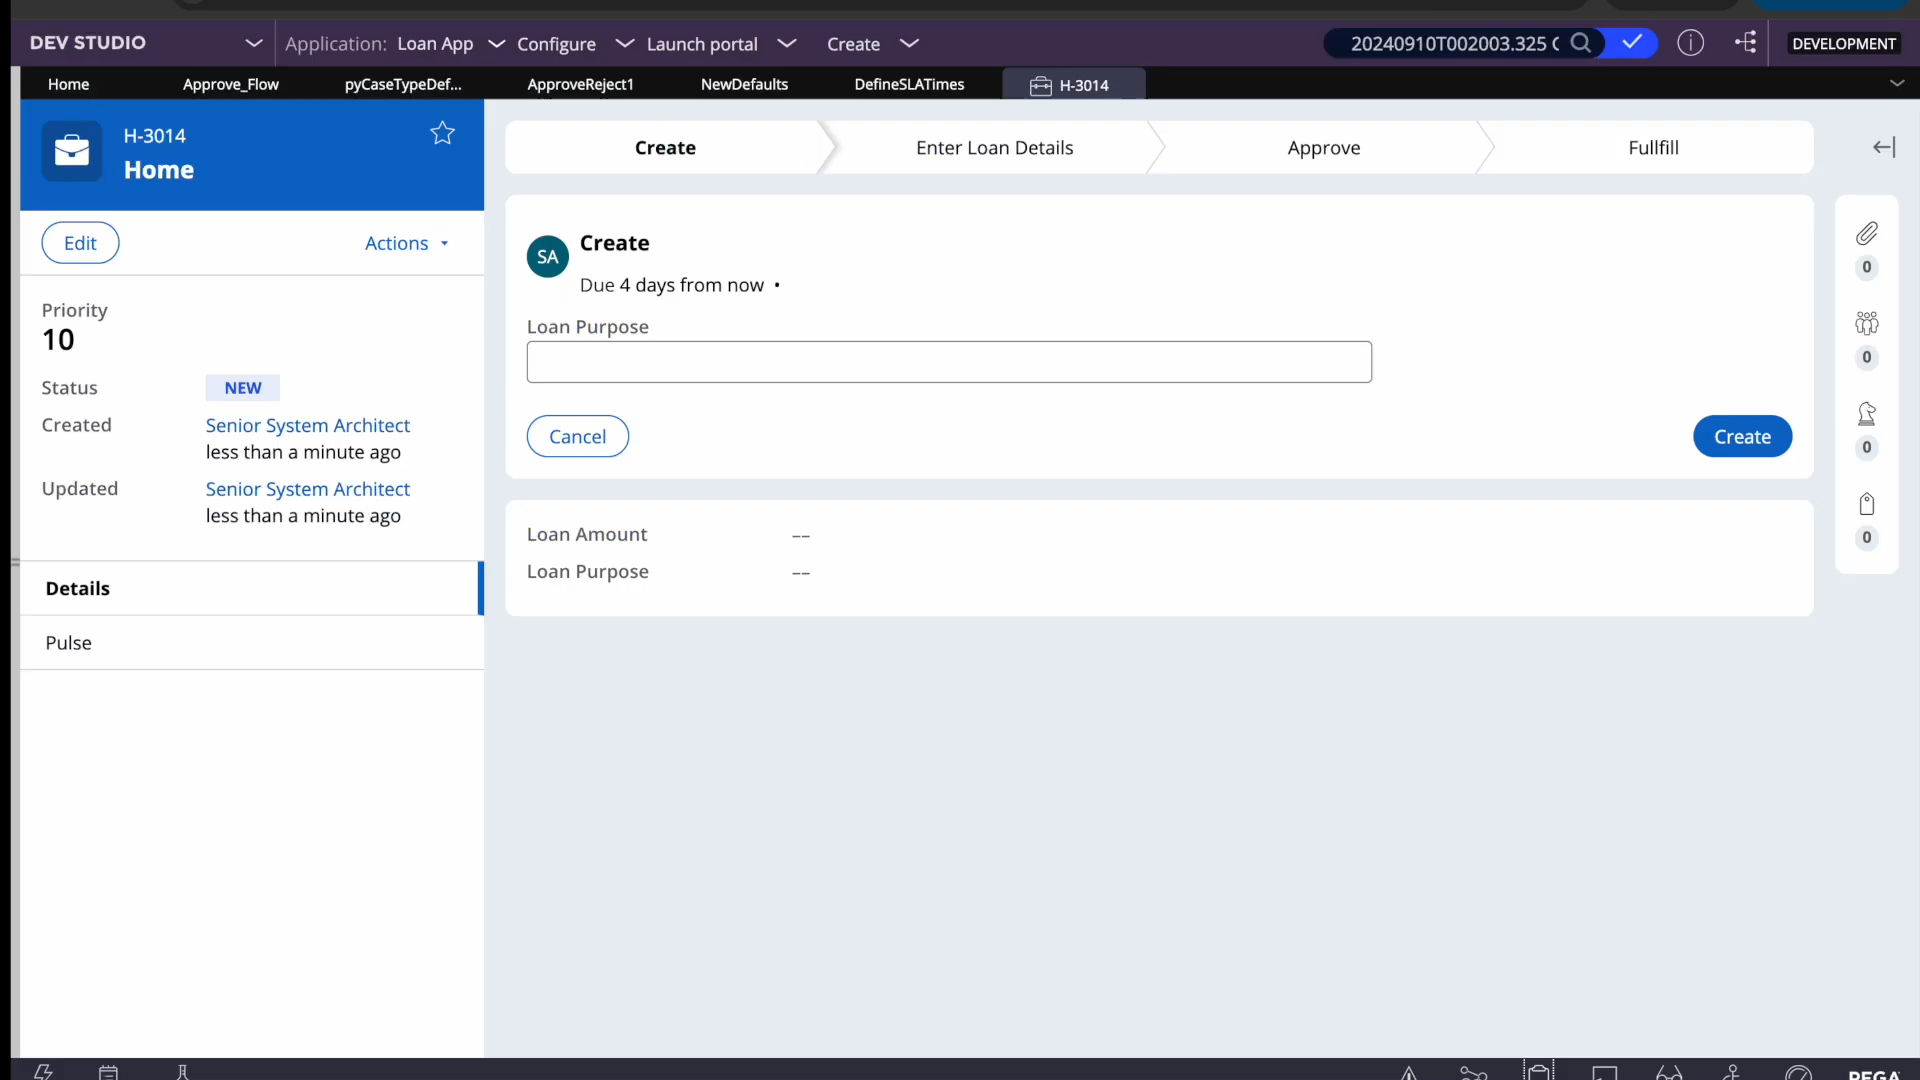 DEV STUDIO
Application: Loan App
Configure
Launch portal
Create
20240910T002003.325
DEVELOPMENT
Home
Approve_Flow
pyCaseTypeDef...
ApproveReject1
NewDefaults
DefineSLATimes
H-3014
H-3014
Home
Edit
Actions
Priority
10
Status NEW
Created Senior System Architect
less than a minute ago
Updated Senior System Architect
less than a minute ago
Details
Pulse
Create
Enter Loan Details
Approve
Fullfill
SA
Create
Due 4 days from now •
Loan Purpose
Cancel
Create
Loan Amount --
Loan Purpose --
0
0
0
0
PEGA